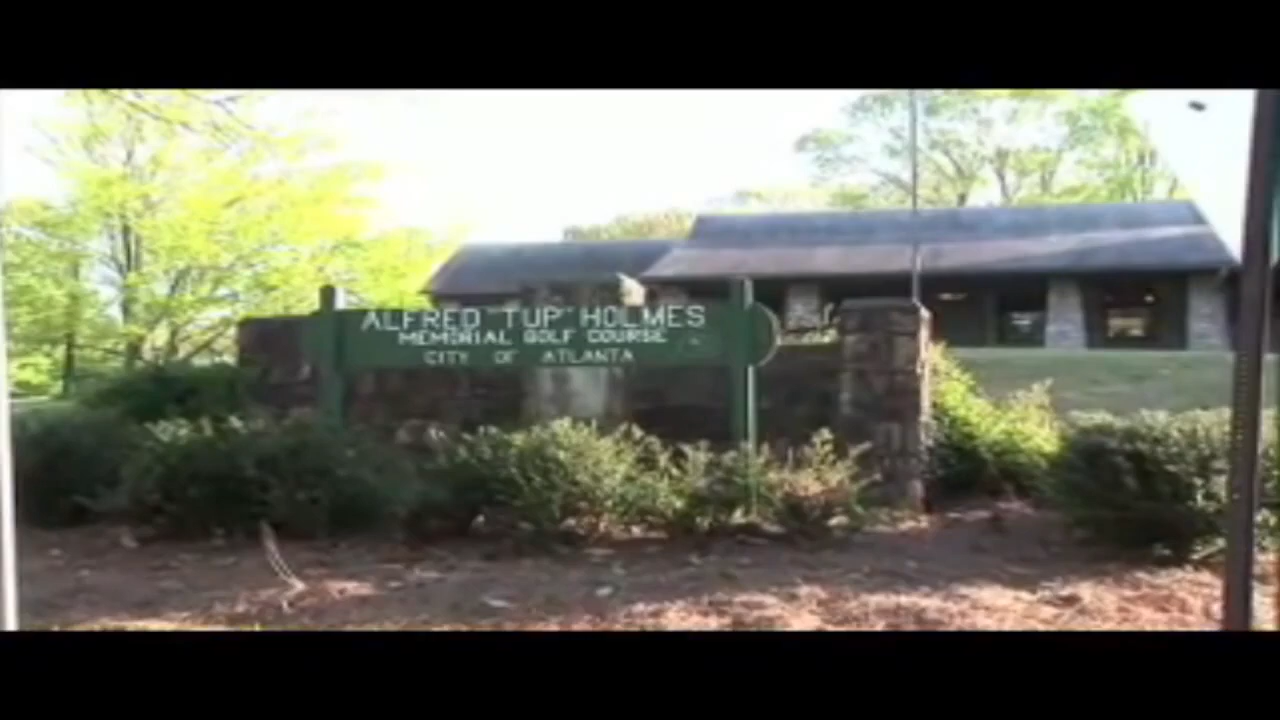 ALFRED "TUP" HOLMES
MEMORIAL GOLF COURSE
CITY OF ATLANTA